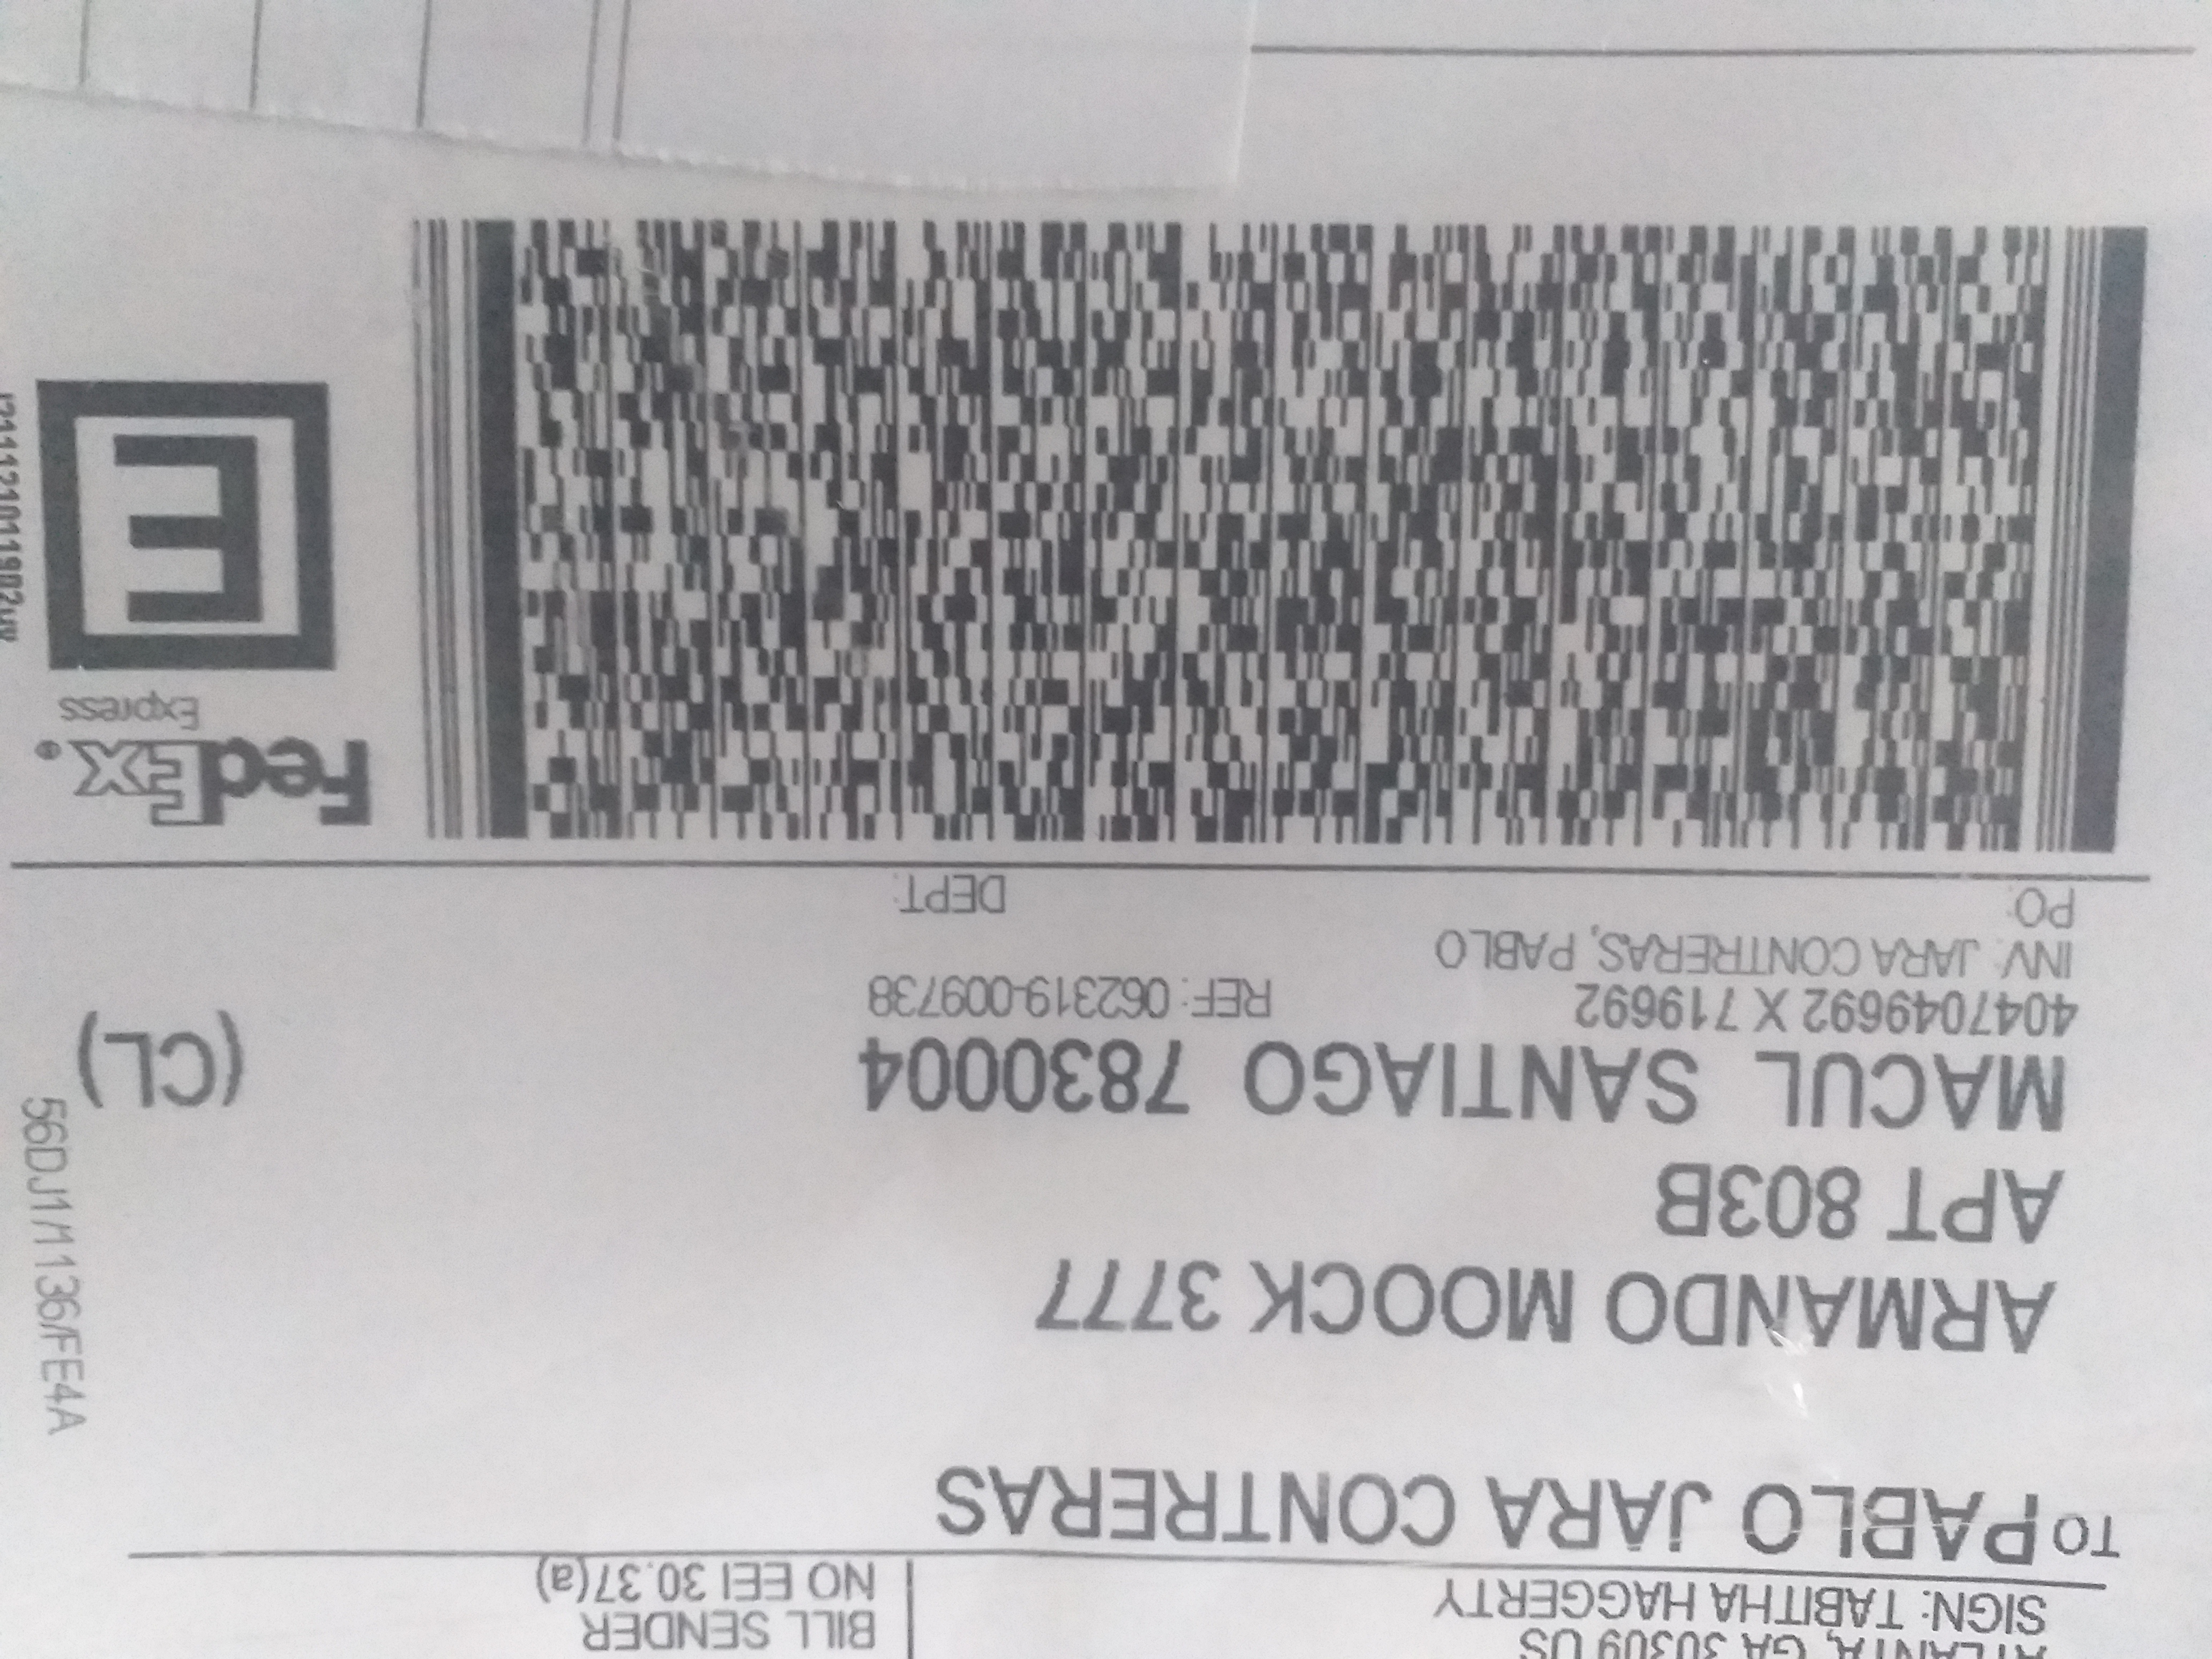 ATLANTA, GA 30309 US
SIGN: TABITHA HAGGERTY
BILL SENDER
NO EEI 30.37(a)
TO PABLO JARA CONTRERAS
ARMANDO MOOCK 3777
APT 803B
MACUL SANTIAGO 7830004
(CL)
4047049692 X 719692
REF: 062319-009738
INV: JARA CONTRERAS, PABLO
PO:
DEPT:
56DJ1/1136/FE4A
FedEx®
Express
E